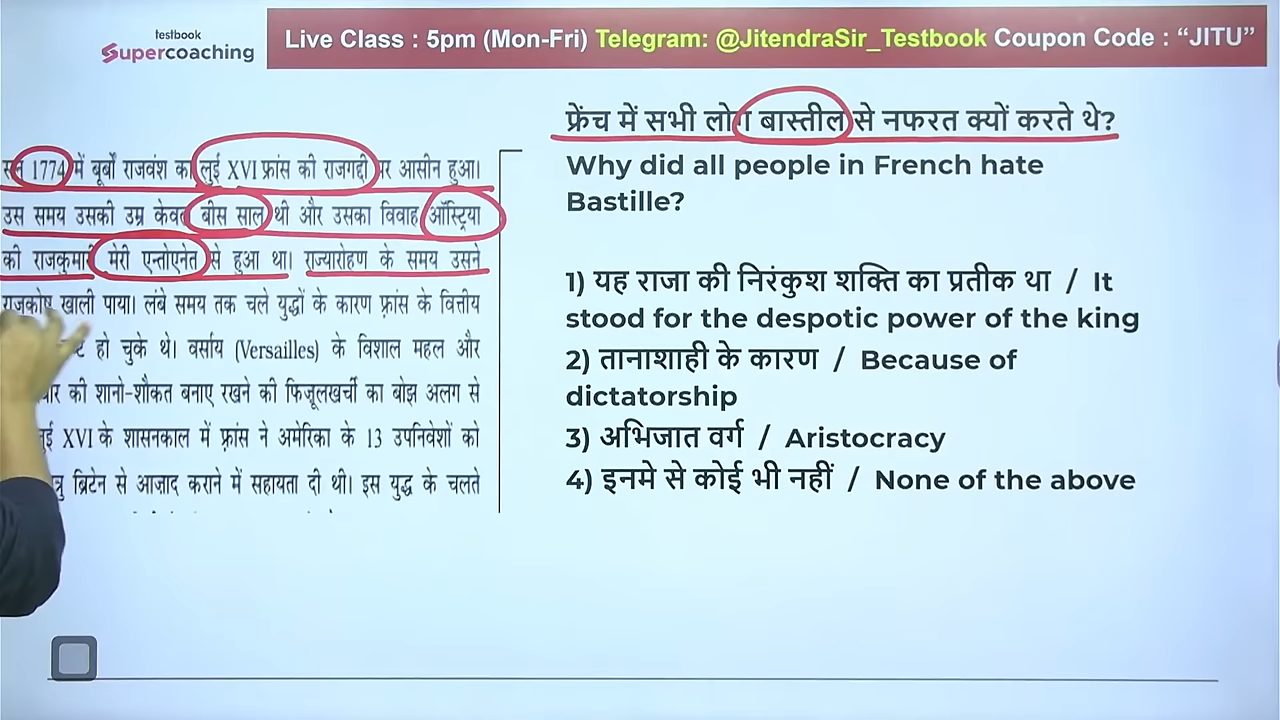 testbook
Supercoaching
Live Class : 5pm (Mon-Fri) Telegram: @JitendraSir_Testbook Coupon Code : “JITU”
सन् 1774 में बूर्बों राजवंश का लुई XVI फ्रांस की राजगद्दी पर आसीन हुआ।
उस समय उसकी उम्र केवल बीस साल थी और उसका विवाह ऑस्ट्रिया
की राजकुमारी मेरी एन्तोएनेत से हुआ था। राज्यारोहण के समय उसने
राजकोष खाली पाया। लंबे समय तक चले युद्धों के कारण फ़्रांस के वित्तीय
हो चुके थे। वर्साय (Versailles) के विशाल महल और
की शानो-शौकत बनाए रखने की फिज़ूलखर्ची का बोझ अलग से
XVI के शासनकाल में फ़्रांस ने अमेरिका के 13 उपनिवेशों को
ब्रिटेन से आज़ाद कराने में सहायता दी थी। इस युद्ध के चलते
फ्रेंच में सभी लोग बास्तील से नफरत क्यों करते थे?
Why did all people in French hate
Bastille?
1) यह राजा की निरंकुश शक्ति का प्रतीक था / It
stood for the despotic power of the king
2) तानाशाही के कारण / Because of
dictatorship
3) अभिजात वर्ग / Aristocracy
4) इनमे से कोई भी नहीं / None of the above